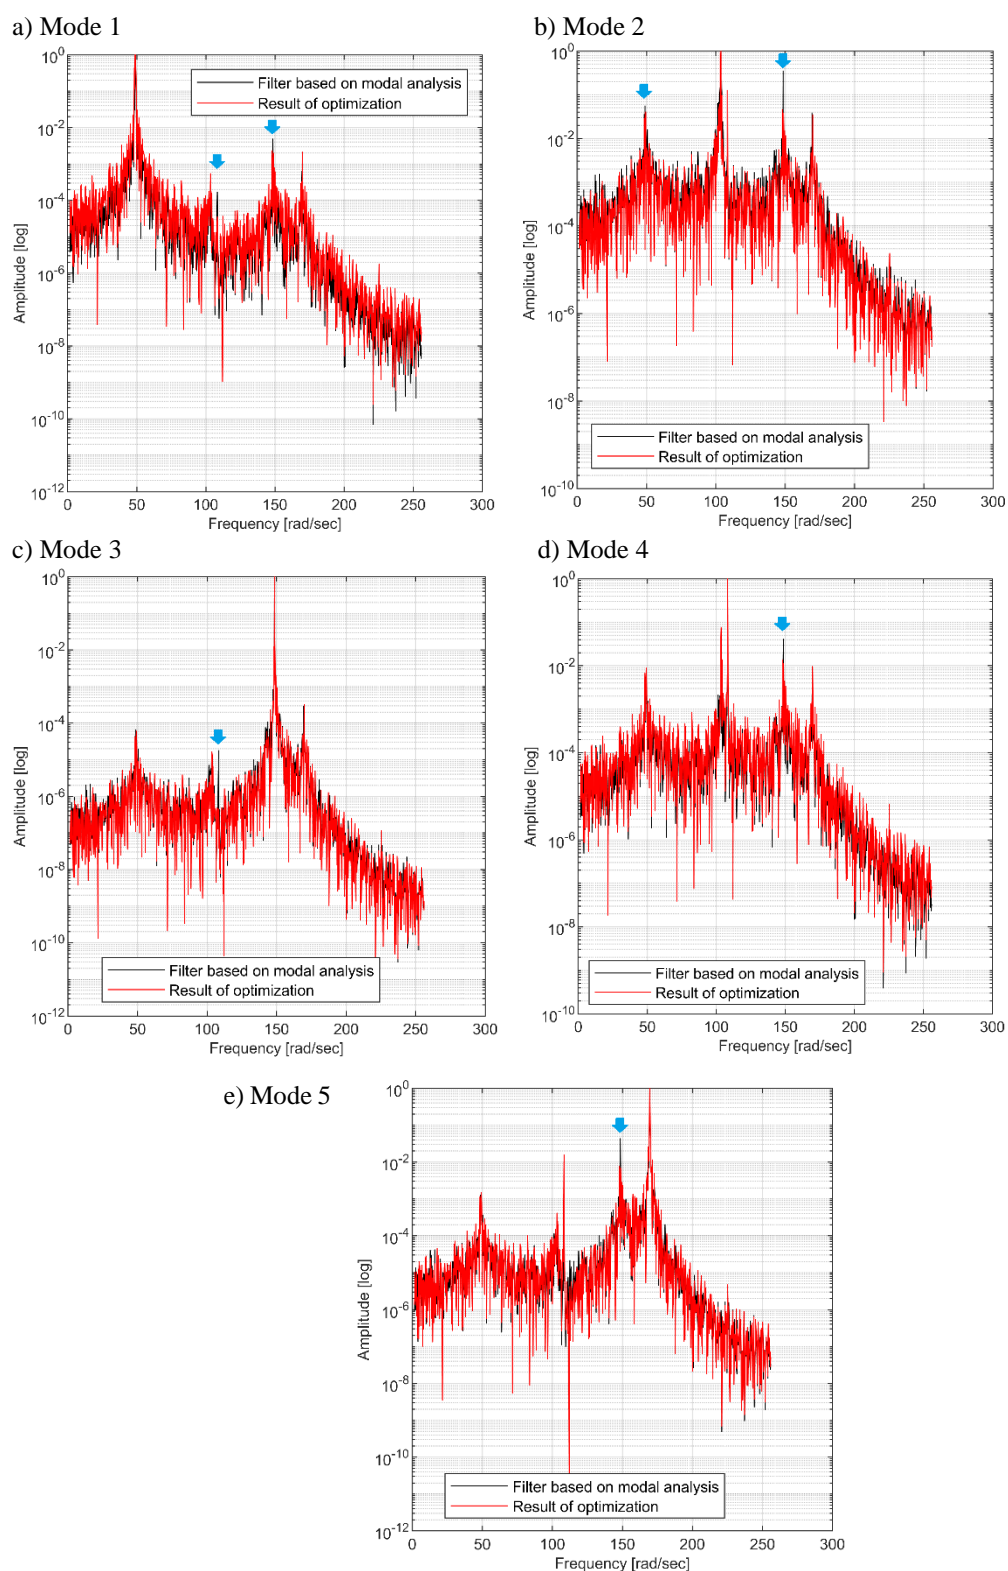 a) Mode 1
10^0
10^-2
10^-4
10^-6
10^-8
10^-10
10^-12
Amplitude [log]
Filter based on modal analysis
Result of optimization
0 50 100 150 200 250 300
Frequency [rad/sec]
b) Mode 2
10^0
10^-2
10^-4
10^-6
10^-8
10^-10
Amplitude [log]
Filter based on modal analysis
Result of optimization
0 50 100 150 200 250 300
Frequency [rad/sec]
c) Mode 3
10^0
10^-2
10^-4
10^-6
10^-8
10^-10
10^-12
Amplitude [log]
Filter based on modal analysis
Result of optimization
0 50 100 150 200 250 300
Frequency [rad/sec]
d) Mode 4
10^0
10^-2
10^-4
10^-6
10^-8
10^-10
Amplitude [log]
Filter based on modal analysis
Result of optimization
0 50 100 150 200 250 300
Frequency [rad/sec]
e) Mode 5
10^0
10^-2
10^-4
10^-6
10^-8
10^-10
10^-12
Amplitude [log]
Filter based on modal analysis
Result of optimization
0 50 100 150 200 250 300
Frequency [rad/sec]